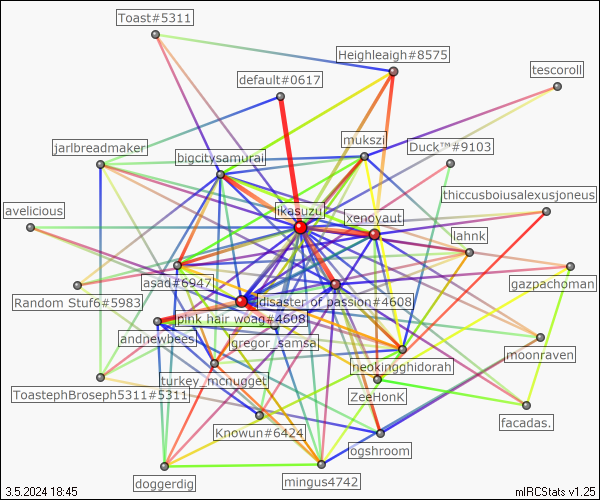 Toast#5311
Heighleaigh#8575
tescoroll
default#0617
mukszi
Duck™#9103
jarlbreadmaker
bigcitysamurai
thiccusboiusalexusjoneus
avelicious
ikasuzu
xenoyaut
lahnk
gazpachoman
asad#6947
Random Stuf6#5983
disaster of passion#4608
pink hair woag#4608
andnewbees
gregor_samsa
moonraven
neokingghidorah
turkey_mcnugget
ToastephBroseph5311#5311
ZeeHonK
facadas.
Knowun#6424
ogshroom
doggerdig
mingus4742
3.5.2024 18:45
mIRCStats v1.25